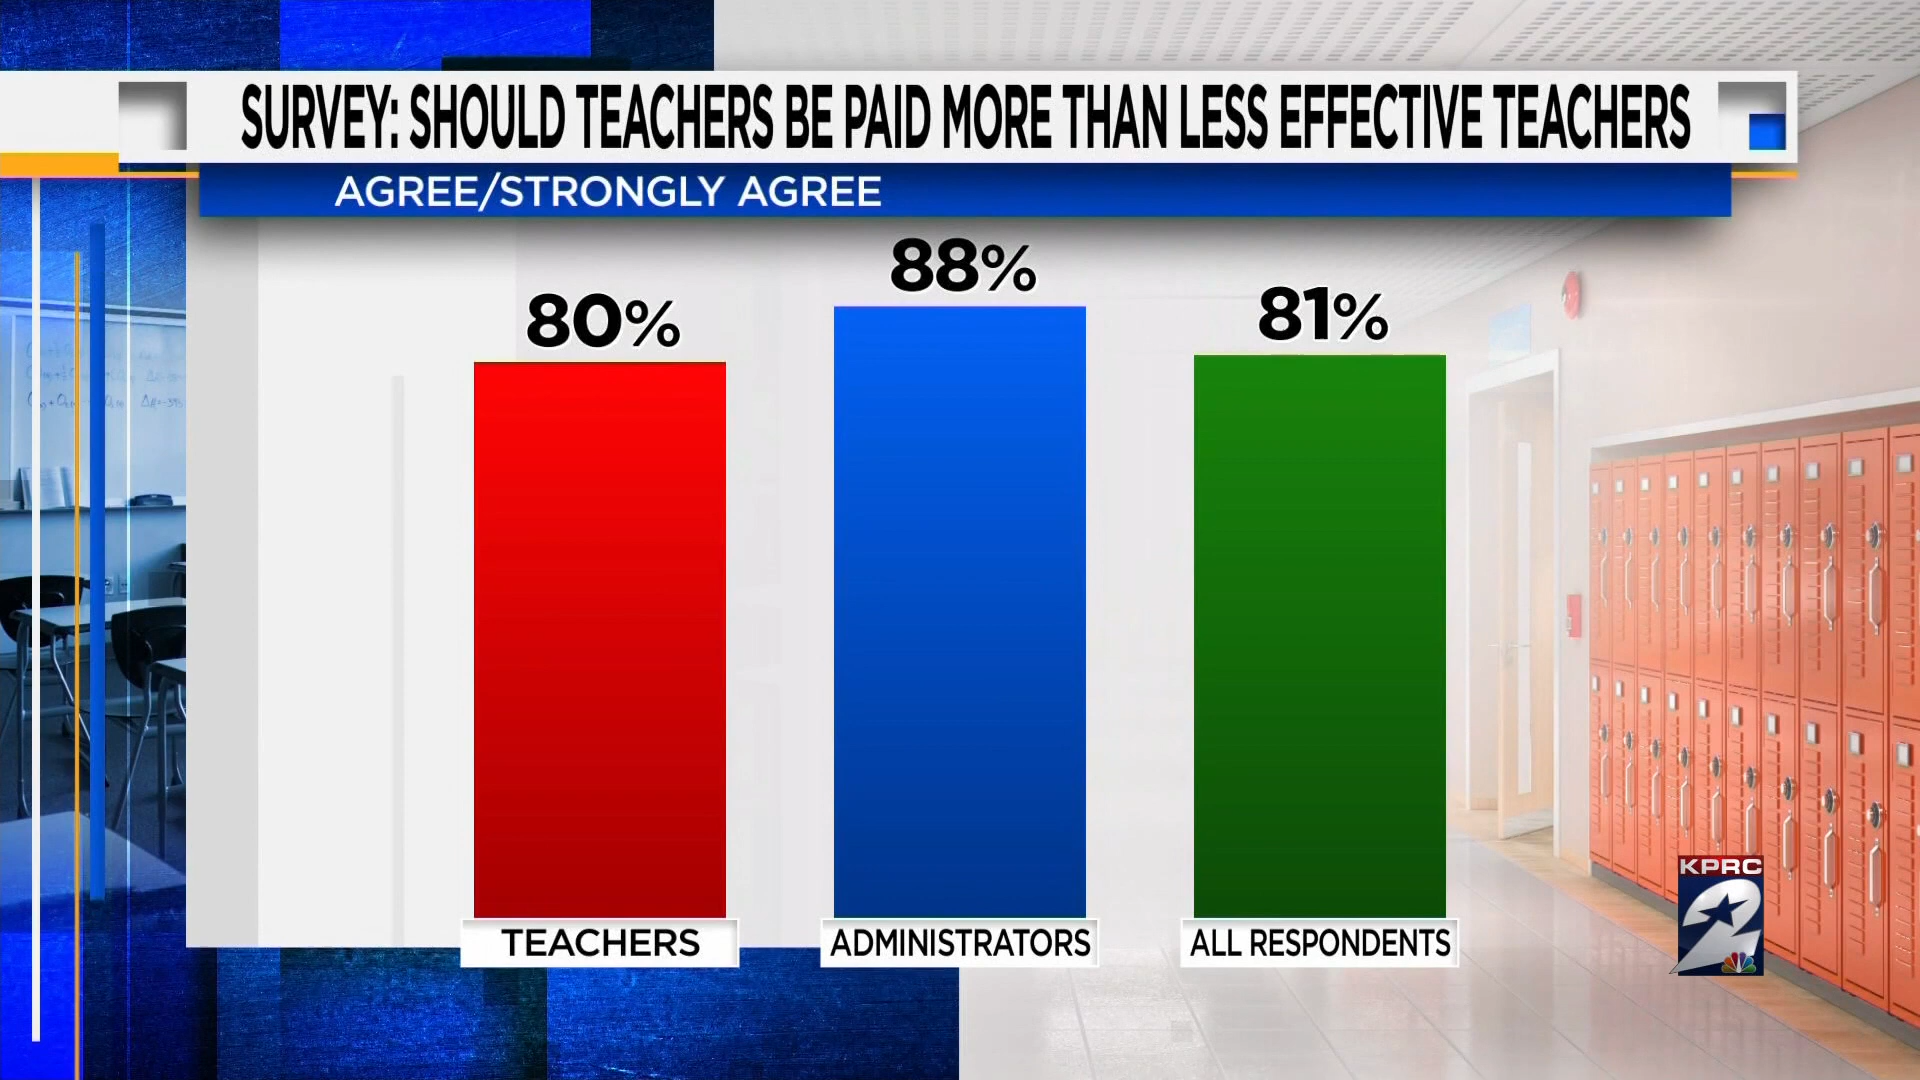 SURVEY: SHOULD TEACHERS BE PAID MORE THAN LESS EFFECTIVE TEACHERS
AGREE/STRONGLY AGREE
80%
88%
81%
TEACHERS
ADMINISTRATORS
ALL RESPONDENTS
KPRC
2